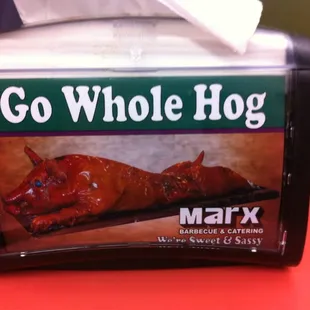 Go Whole Hog
Marx
BARBECUE & CATERING
We're Sweet & Sassy